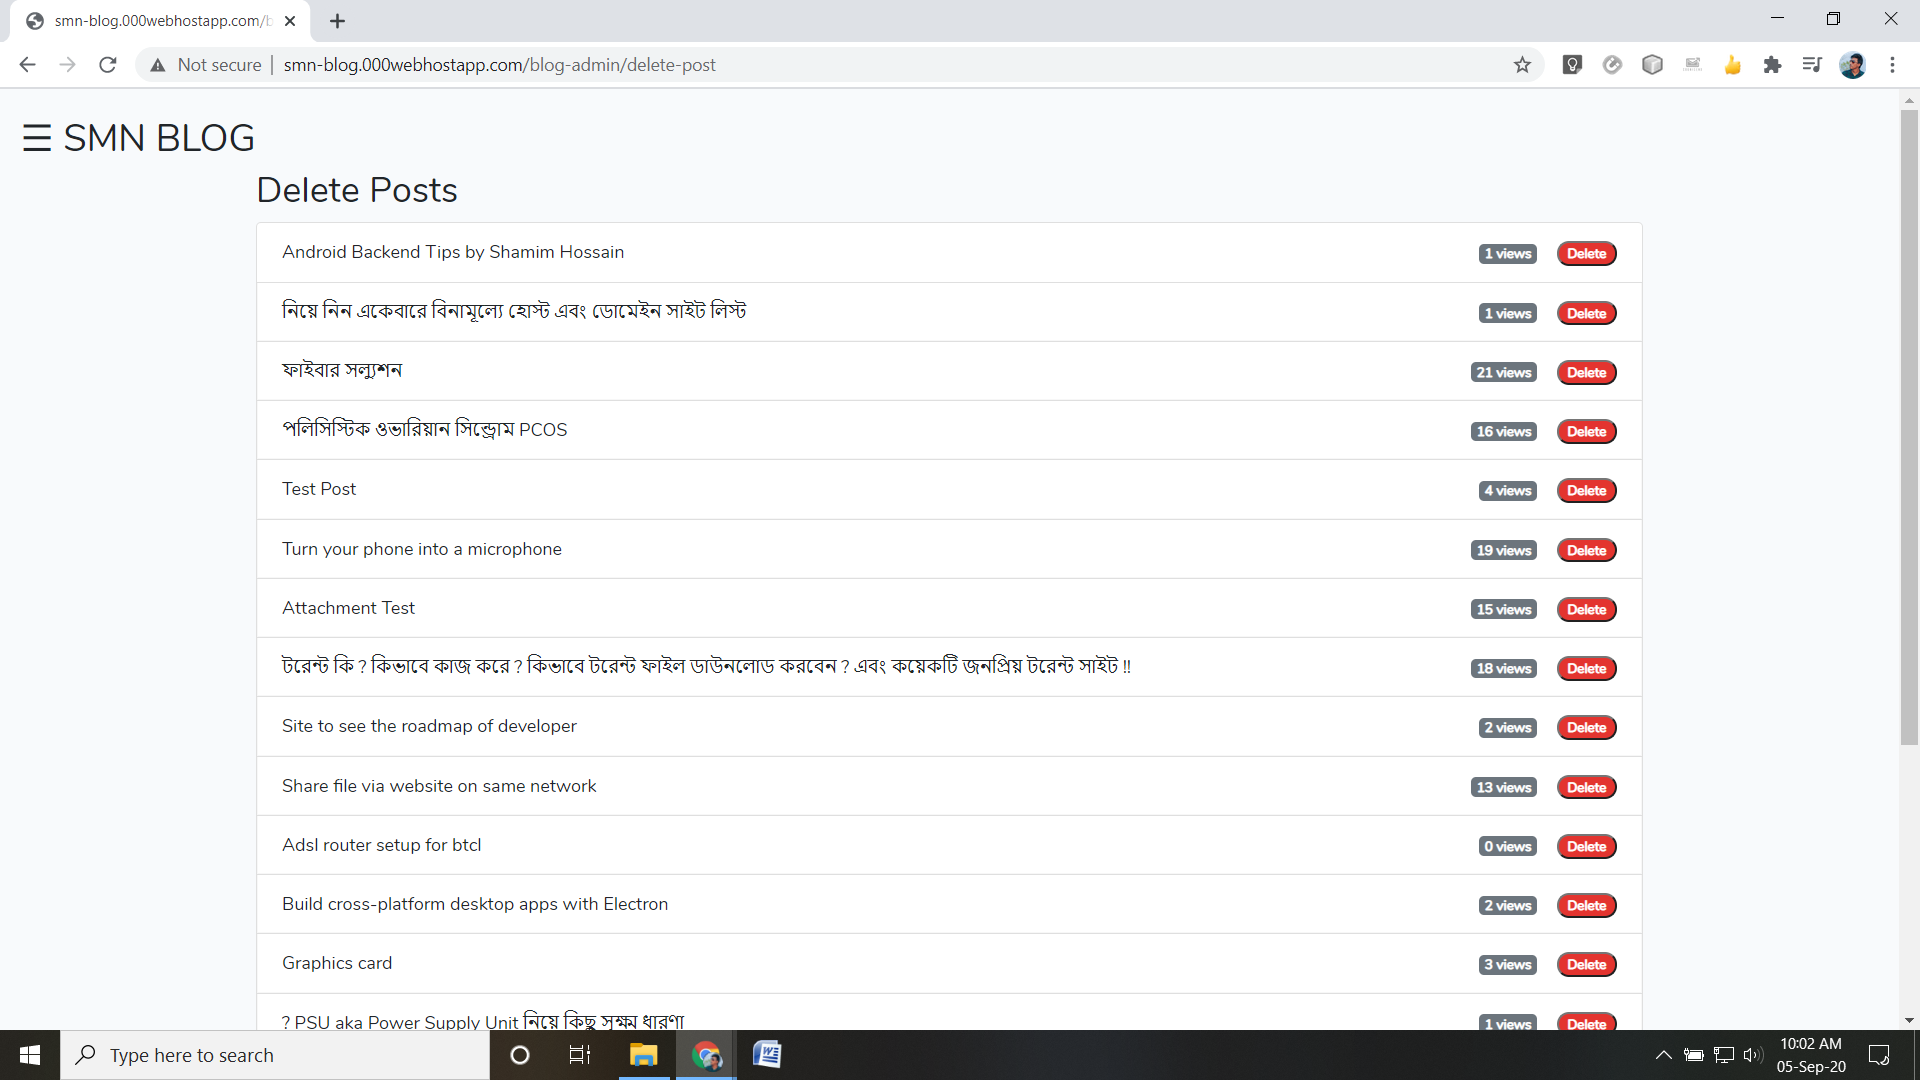 smn-blog.000webhostapp.com/b
Not secure | smn-blog.000webhostapp.com/blog-admin/delete-post
☰ SMN BLOG
Delete Posts
Android Backend Tips by Shamim Hossain 1 views Delete
নিয়ে নিন একেবারে বিনামূল্যে হোস্ট এবং ডোমেইন সাইট লিস্ট 1 views Delete
ফাইবার সল্যুশন 21 views Delete
পলিসিস্টিক ওভারিয়ান সিন্ড্রোম PCOS 16 views Delete
Test Post 4 views Delete
Turn your phone into a microphone 19 views Delete
Attachment Test 15 views Delete
টরেন্ট কি ? কিভাবে কাজ করে ? কিভাবে টরেন্ট ফাইল ডাউনলোড করবেন ? এবং কয়েকটি জনপ্রিয় টরেন্ট সাইট !! 18 views Delete
Site to see the roadmap of developer 2 views Delete
Share file via website on same network 13 views Delete
Adsl router setup for btcl 0 views Delete
Build cross-platform desktop apps with Electron 2 views Delete
Graphics card 3 views Delete
? PSU aka Power Supply Unit নিয়ে কিছু সূক্ষ্ম ধারণা 1 views Delete
Type here to search
10:02 AM
05-Sep-20